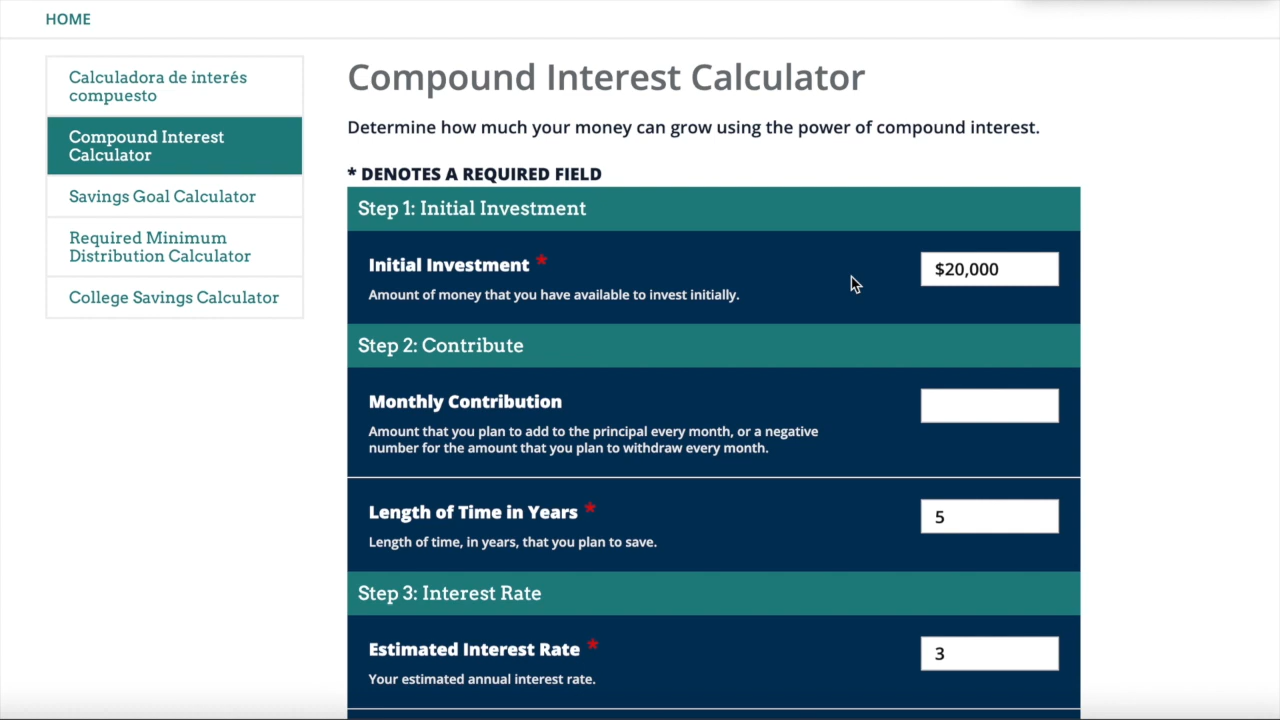 HOME
Calculadora de interés
compuesto
Compound Interest
Calculator
Savings Goal Calculator
Required Minimum
Distribution Calculator
College Savings Calculator
Compound Interest Calculator
Determine how much your money can grow using the power of compound interest.
* DENOTES A REQUIRED FIELD
Step 1: Initial Investment
Initial Investment *
$20,000
Amount of money that you have available to invest initially.
Step 2: Contribute
Monthly Contribution
Amount that you plan to add to the principal every month, or a negative
number for the amount that you plan to withdraw every month.
Length of Time in Years *
5
Length of time, in years, that you plan to save.
Step 3: Interest Rate
Estimated Interest Rate *
3
Your estimated annual interest rate.